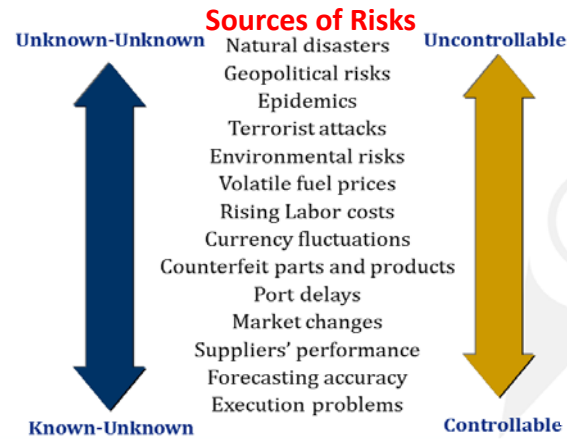 Sources of Risks
Unknown-Unknown
Uncontrollable
Natural disasters
Geopolitical risks
Epidemics
Terrorist attacks
Environmental risks
Volatile fuel prices
Rising Labor costs
Currency fluctuations
Counterfeit parts and products
Port delays
Market changes
Suppliers' performance
Forecasting accuracy
Execution problems
Known-Unknown
Controllable